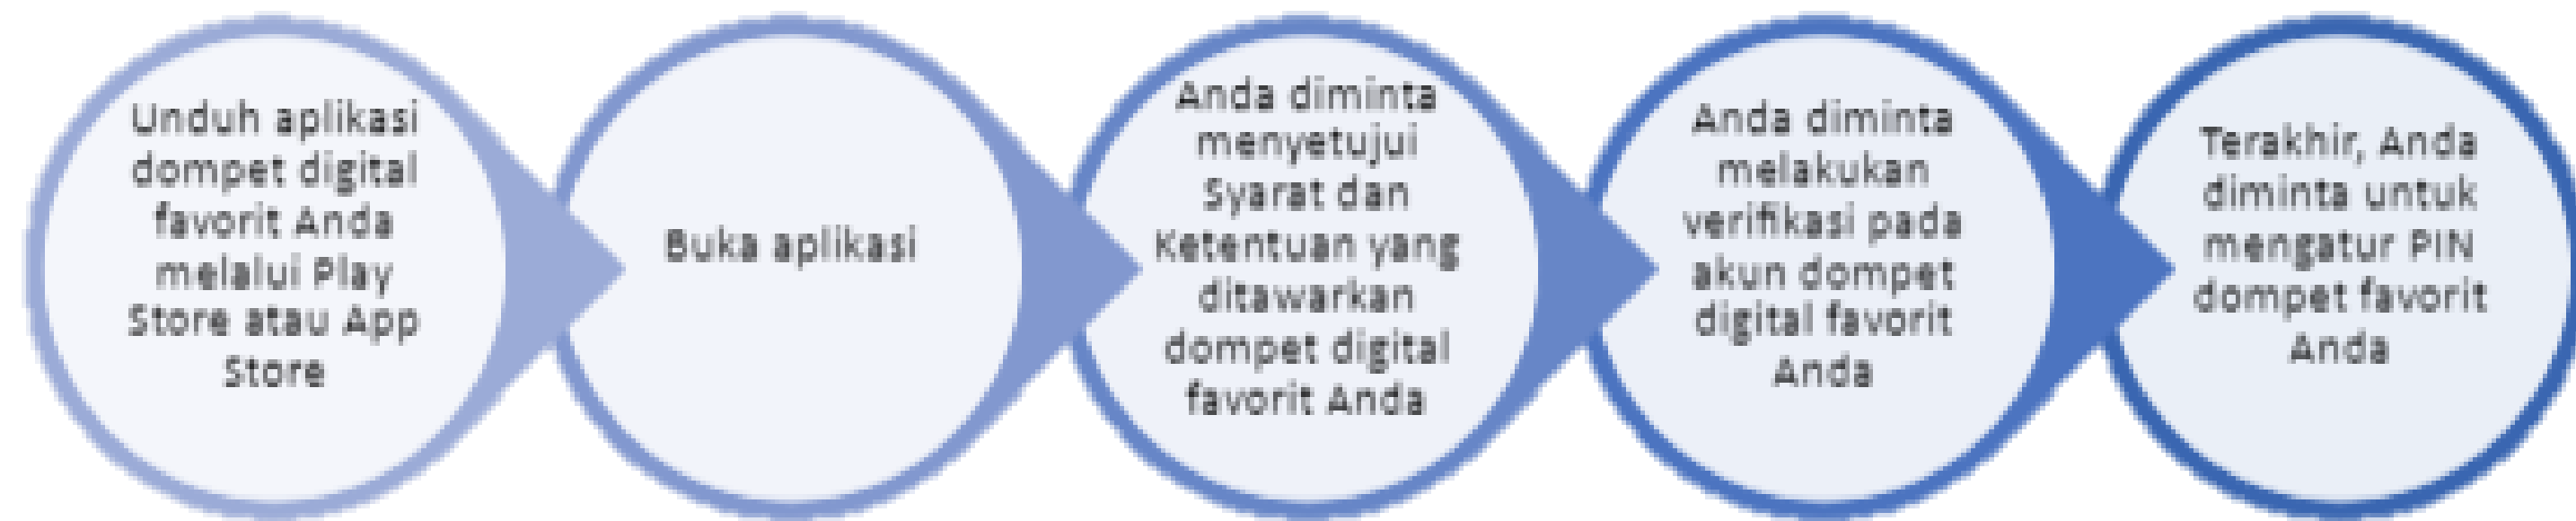 Unduh aplikasi
dompet digital
favorit Anda
melalui Play
Store atau App
Store
Buka aplikasi
Anda diminta
menyetujui
Syarat dan
Ketentuan yang
ditawarkan
dompet digital
favorit Anda
Anda diminta
melakukan
verifikasi pada
akun dompet
digital favorit
Anda
Terakhir, Anda
diminta untuk
mengatur PIN
dompet favorit
Anda